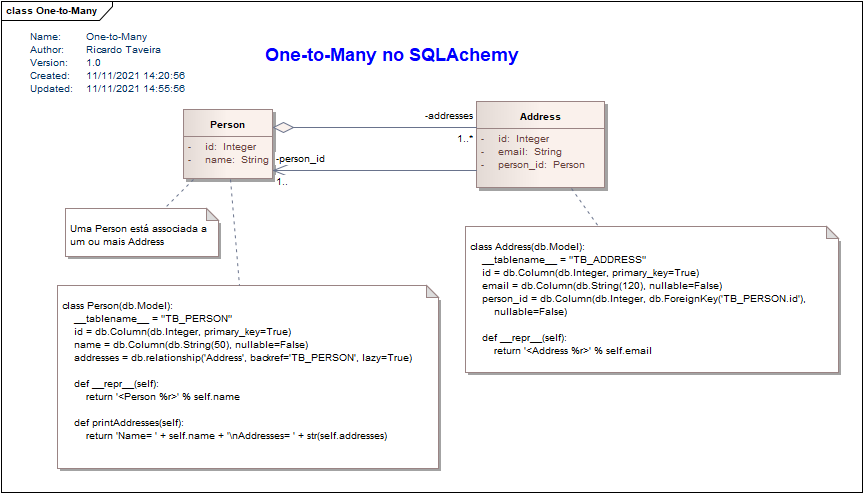 class One-to-Many
Name: One-to-Many
Author: Ricardo Taveira
Version: 1.0
Created: 11/11/2021 14:20:56
Updated: 11/11/2021 14:55:56
One-to-Many no SQLAchemy
Person
- id: Integer
- name: String
-addresses
1..*
-person_id
1..
Address
- id: Integer
- email: String
- person_id: Person
Uma Person está associada a
um ou mais Address
class Person(db.Model):
__tablename__ = "TB_PERSON"
id = db.Column(db.Integer, primary_key=True)
name = db.Column(db.String(50), nullable=False)
addresses = db.relationship('Address', backref='TB_PERSON', lazy=True)
def __repr__(self):
return '<Person %r>' % self.name
def printAddresses(self):
return 'Name= ' + self.name + '\nAddresses= ' + str(self.addresses)
class Address(db.Model):
__tablename__ = "TB_ADDRESS"
id = db.Column(db.Integer, primary_key=True)
email = db.Column(db.String(120), nullable=False)
person_id = db.Column(db.Integer, db.ForeignKey('TB_PERSON.id'),
nullable=False)
def __repr__(self):
return '<Address %r>' % self.email